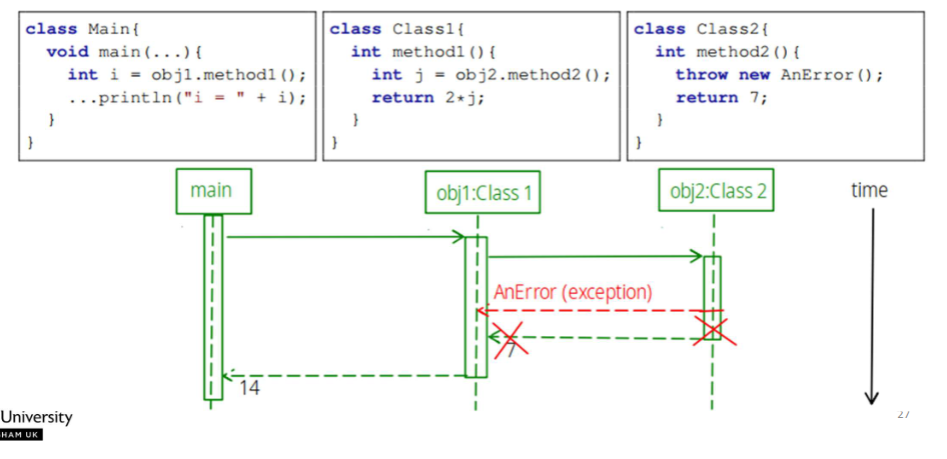 class Main{
void main(...){
int i = obj1.method1();
...println("i = " + i);
}
}
class Class1{
int method1(){
int j = obj2.method2();
return 2*j;
}
}
class Class2{
int method2(){
throw new AnError();
return 7;
}
}
main
obj1:Class 1
obj2:Class 2
time
AnError (exception)
7
14
University
HAM UK
27